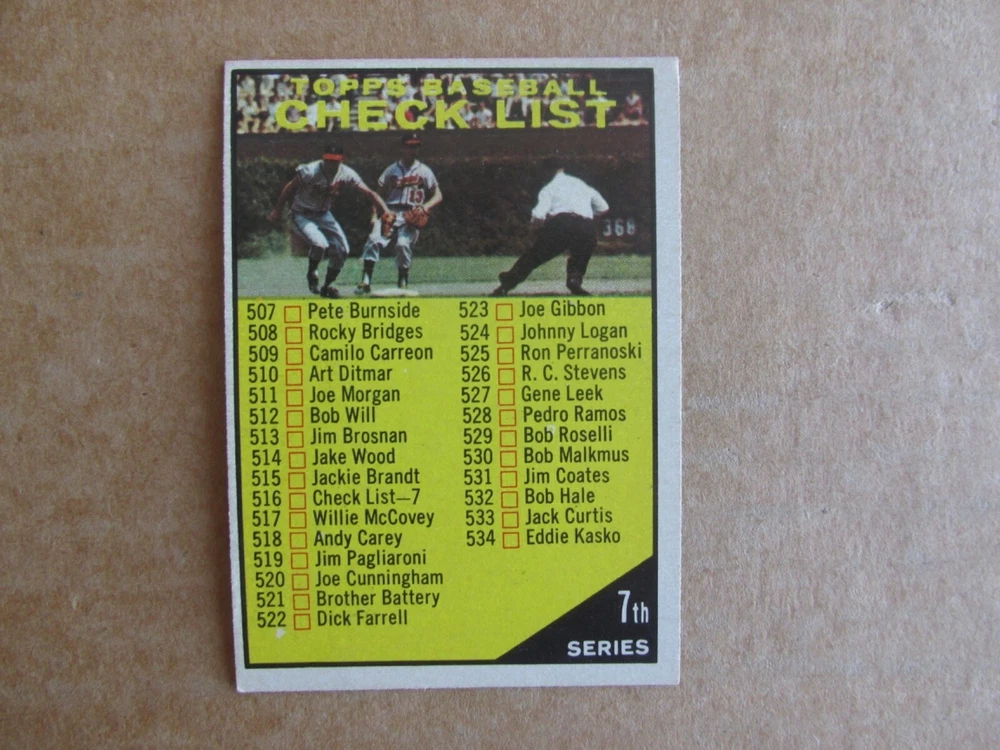 TOPPS BASEBALL
CHECK LIST
368
507 Pete Burnside
508 Rocky Bridges
509 Camilo Carreon
510 Art Ditmar
511 Joe Morgan
512 Bob Will
513 Jim Brosnan
514 Jake Wood
515 Jackie Brandt
516 Check List—7
517 Willie McCovey
518 Andy Carey
519 Jim Pagliaroni
520 Joe Cunningham
521 Brother Battery
522 Dick Farrell
523 Joe Gibbon
524 Johnny Logan
525 Ron Perranoski
526 R. C. Stevens
527 Gene Leek
528 Pedro Ramos
529 Bob Roselli
530 Bob Malkmus
531 Jim Coates
532 Bob Hale
533 Jack Curtis
534 Eddie Kasko
7th
SERIES